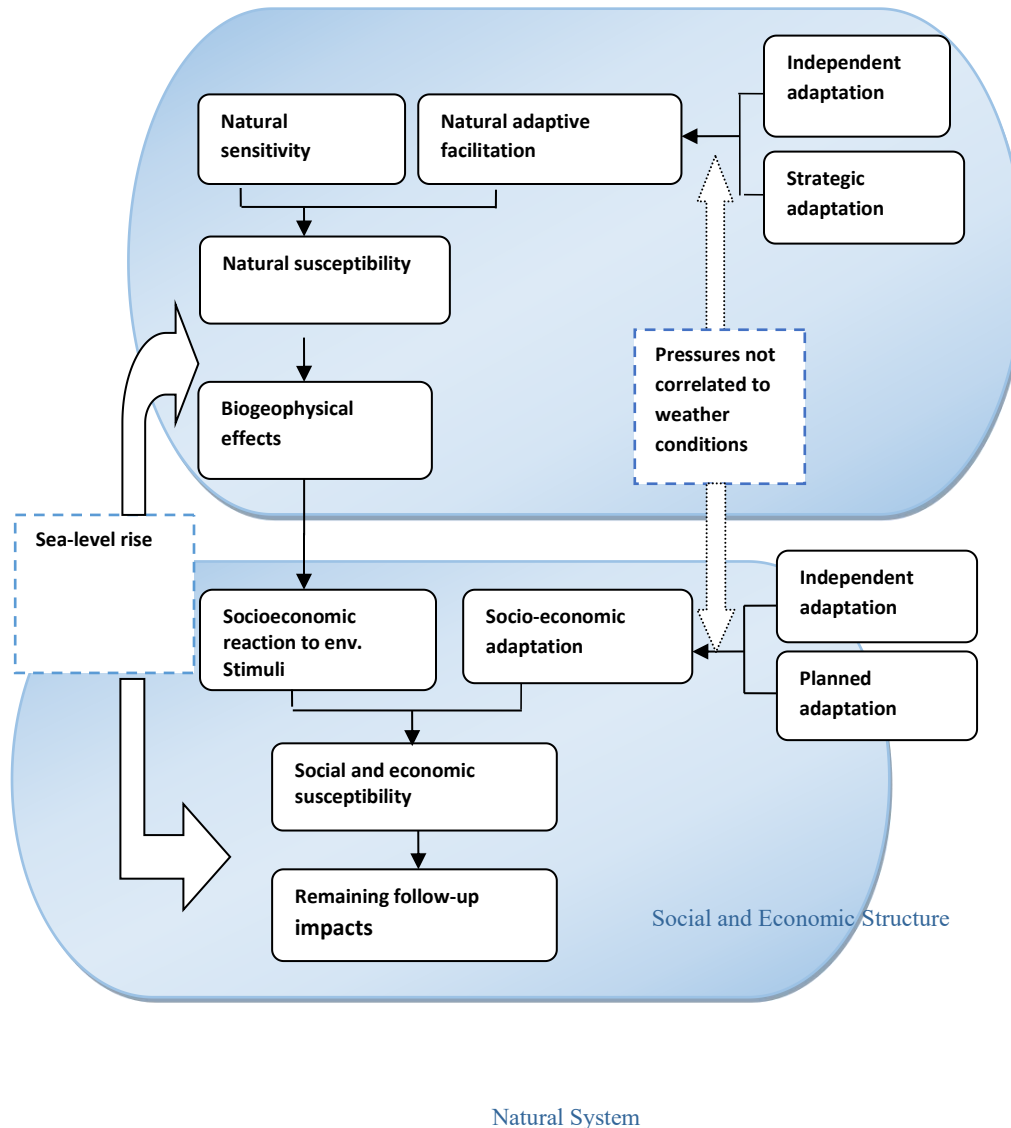 Independent
adaptation
Natural
sensitivity
Natural adaptive
facilitation
Strategic
adaptation
Natural susceptibility
Pressures not
correlated to
weather
conditions
Biogeophysical
effects
Sea-level rise
Independent
adaptation
Socioeconomic
reaction to env.
Stimuli
Socio-economic
adaptation
Planned
adaptation
Social and economic
susceptibility
Remaining follow-up
impacts
Social and Economic Structure
Natural System